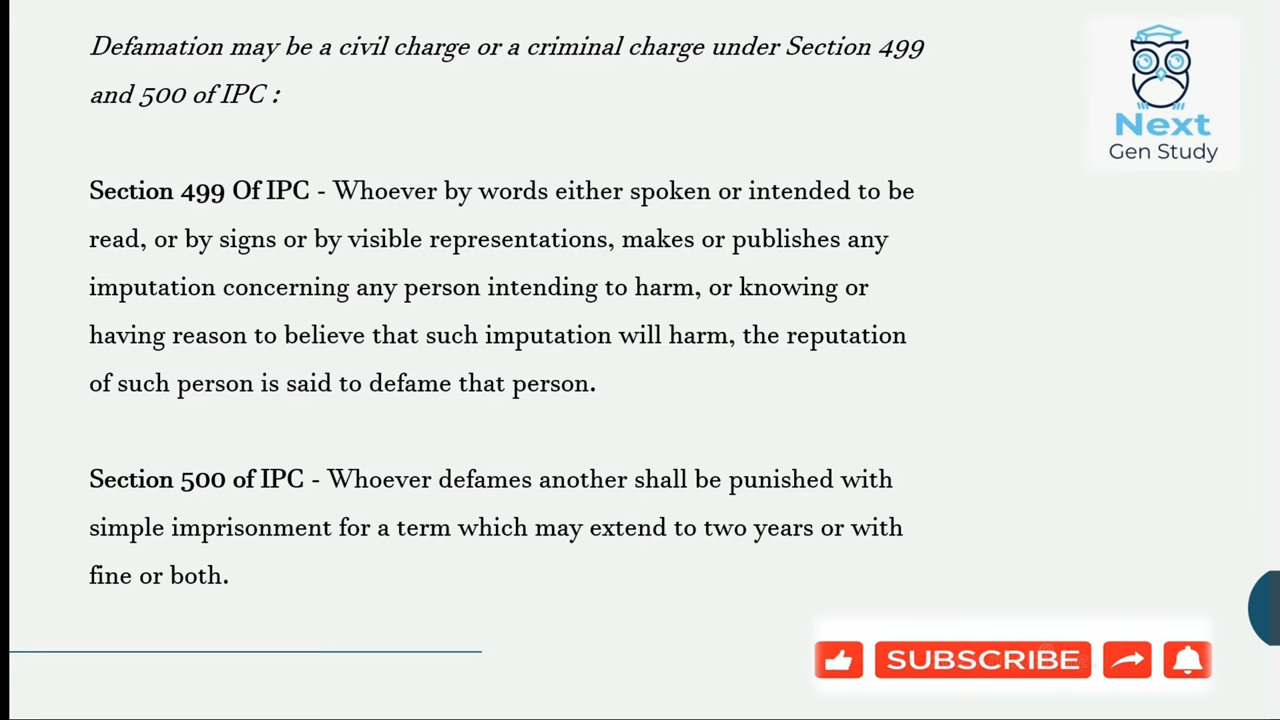 Defamation may be a civil charge or a criminal charge under Section 499
and 500 of IPC :
Next
Gen Study
Section 499 Of IPC - Whoever by words either spoken or intended to be
read, or by signs or by visible representations, makes or publishes any
imputation concerning any person intending to harm, or knowing or
having reason to believe that such imputation will harm, the reputation
of such person is said to defame that person.
Section 500 of IPC - Whoever defames another shall be punished with
simple imprisonment for a term which may extend to two years or with
fine or both.
SUBSCRIBE